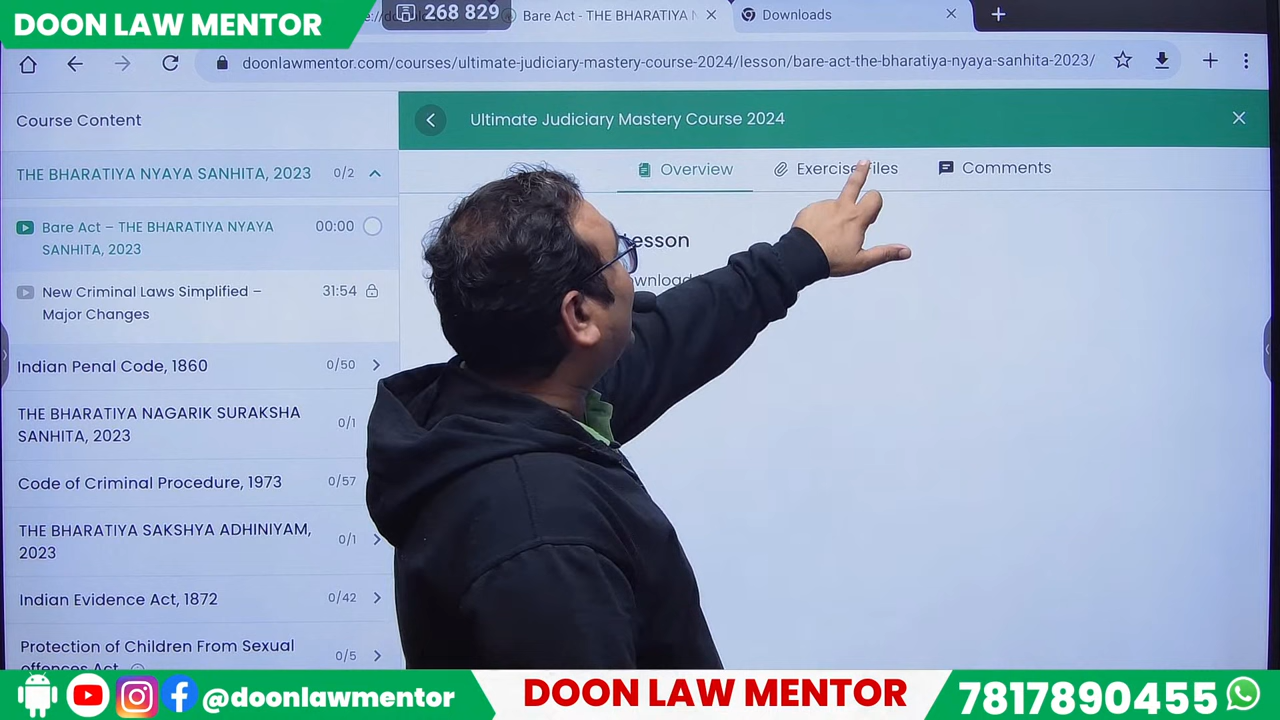 DOON LAW MENTOR
268 829
Bare Act - THE BHARATIYA N
Downloads
doonlawmentor.com/courses/ultimate-judiciary-mastery-course-2024/lesson/bare-act-the-bharatiya-nyaya-sanhita-2023/
Course Content
Ultimate Judiciary Mastery Course 2024
THE BHARATIYA NYAYA SANHITA, 2023 0/2
Overview
Exercise Files
Comments
Bare Act – THE BHARATIYA NYAYA 00:00
SANHITA, 2023
Lesson
New Criminal Laws Simplified – 31:54
Major Changes
Indian Penal Code, 1860 0/50
THE BHARATIYA NAGARIK SURAKSHA 0/1
SANHITA, 2023
Code of Criminal Procedure, 1973 0/57
THE BHARATIYA SAKSHYA ADHINIYAM, 0/1
2023
Indian Evidence Act, 1872 0/42
Protection of Children From Sexual 0/5
offences Act
@doonlawmentor
DOON LAW MENTOR
7817890455